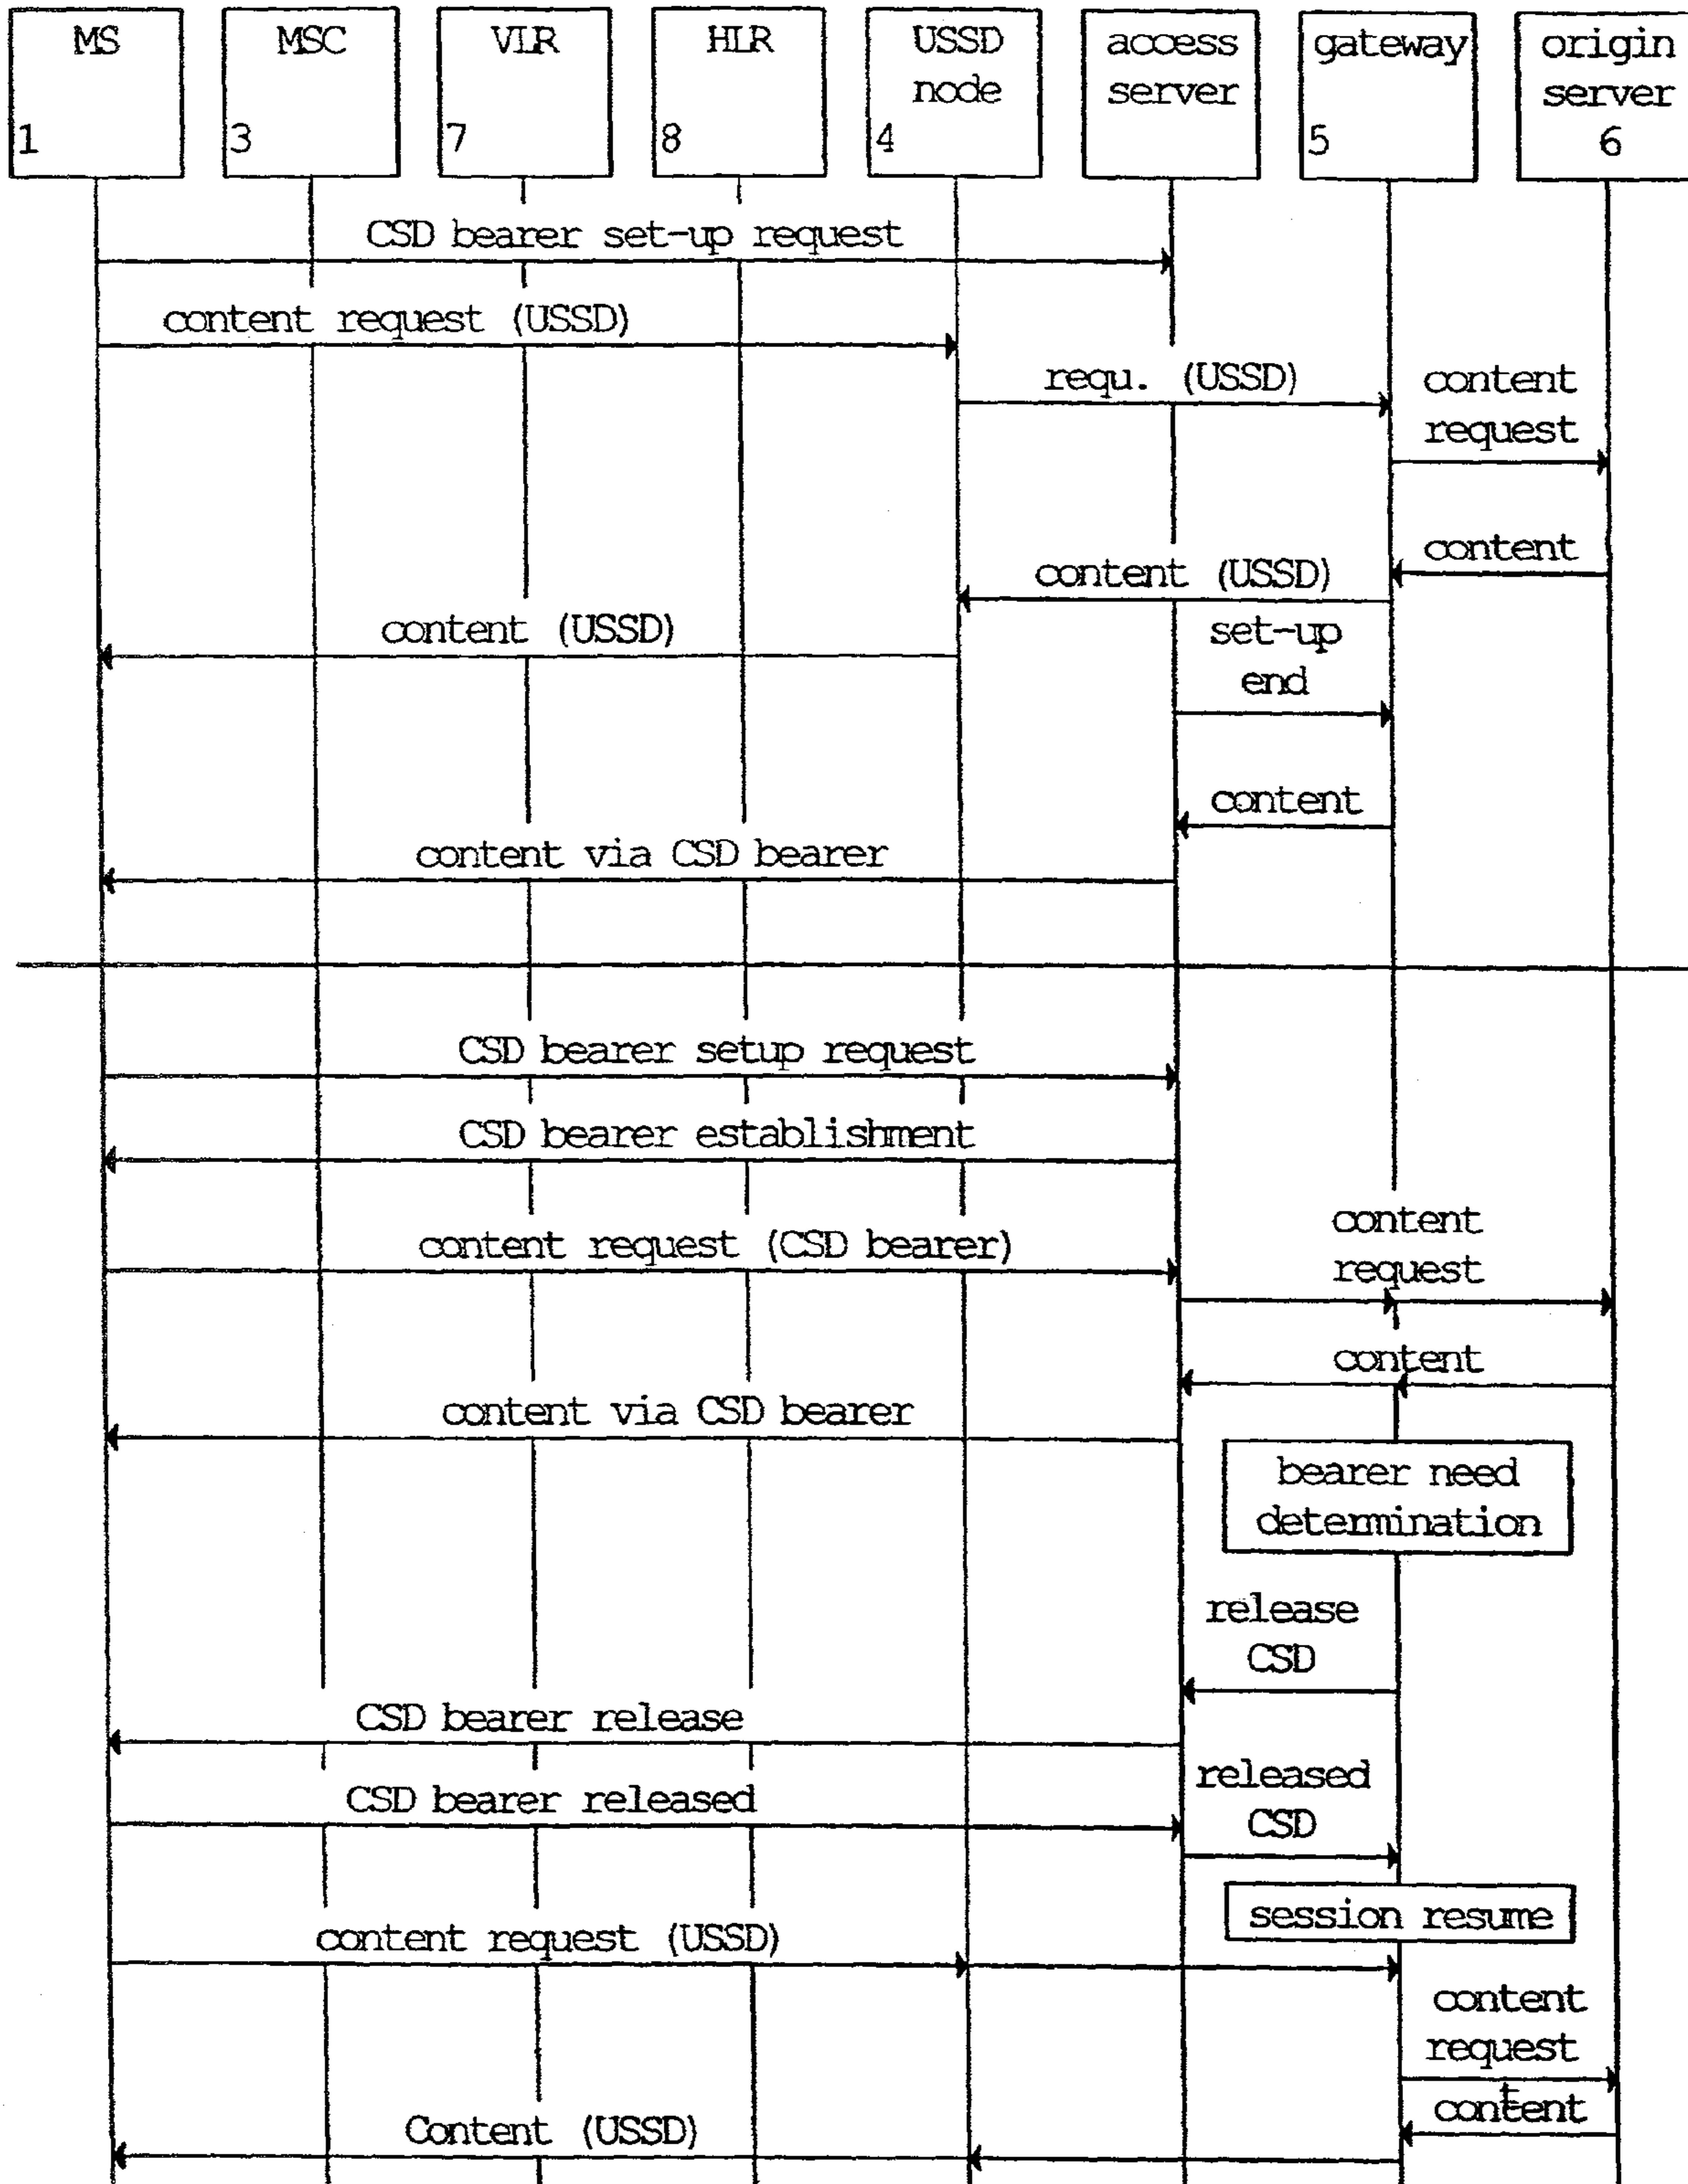 MS
1
MSC
3
VLR
7
HLR
8
USSD
node
4
access
server
gateway
5
origin
server
6
CSD bearer set-up request
content request (USSD)
requ. (USSD)
content
request
content
content (USSD)
content (USSD)
set-up
end
content
content via CSD bearer
CSD bearer setup request
CSD bearer establishment
content request (CSD bearer)
content
request
content
content via CSD bearer
bearer need
determination
release
CSD
CSD bearer release
CSD bearer released
released
CSD
session resume
content request (USSD)
content
request
content
Content (USSD)